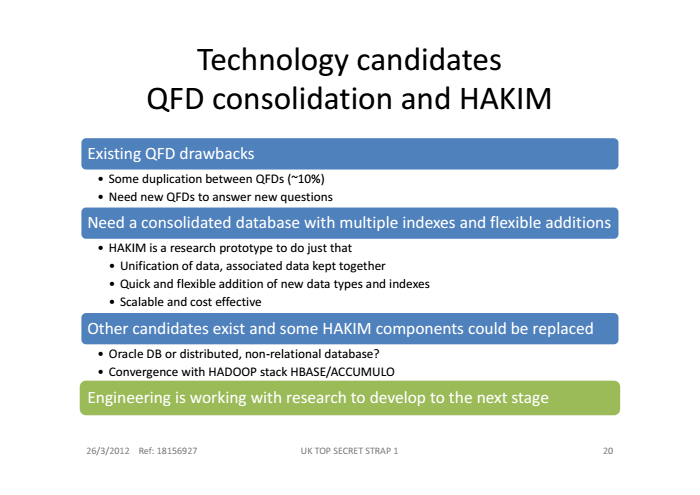 Technology candidates
QFD consolidation and HAKIM
Existing QFD drawbacks
• Some duplication between QFDs (~10%)
• Need new QFDs to answer new questions
Need a consolidated database with multiple indexes and flexible additions
• HAKIM is a research prototype to do just that
• Unification of data, associated data kept together
• Quick and flexible addition of new data types and indexes
• Scalable and cost effective
Other candidates exist and some HAKIM components could be replaced
• Oracle DB or distributed, non-relational database?
• Convergence with HADOOP stack HBASE/ACCUMULO
Engineering is working with research to develop to the next stage
26/3/2012 Ref: 18156927 UK TOP SECRET STRAP 1 20